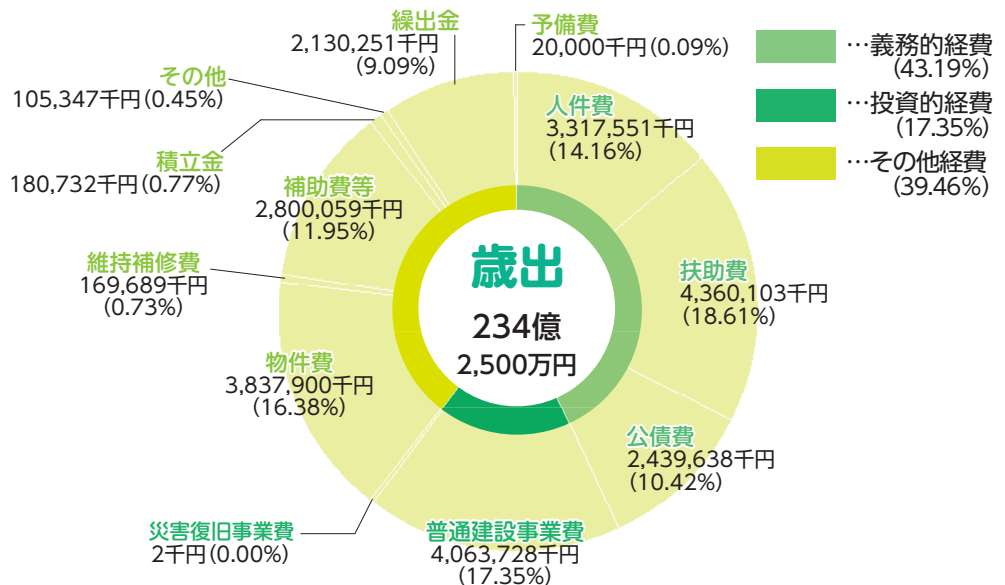 繰出金
2,130,251千円
(9.09%)
予備費
20,000千円(0.09%)
…義務的経費
(43.19%)
…投資的経費
(17.35%)
…その他経費
(39.46%)
その他
105,347千円(0.45%)
積立金
180,732千円(0.77%)
補助費等
2,800,059千円
(11.95%)
維持補修費
169,689千円
(0.73%)
物件費
3,837,900千円
(16.38%)
人件費
3,317,551千円
(14.16%)
扶助費
4,360,103千円
(18.61%)
公債費
2,439,638千円
(10.42%)
歳出
234億
2,500万円
災害復旧事業費
2千円(0.00%)
普通建設事業費
4,063,728千円
(17.35%)